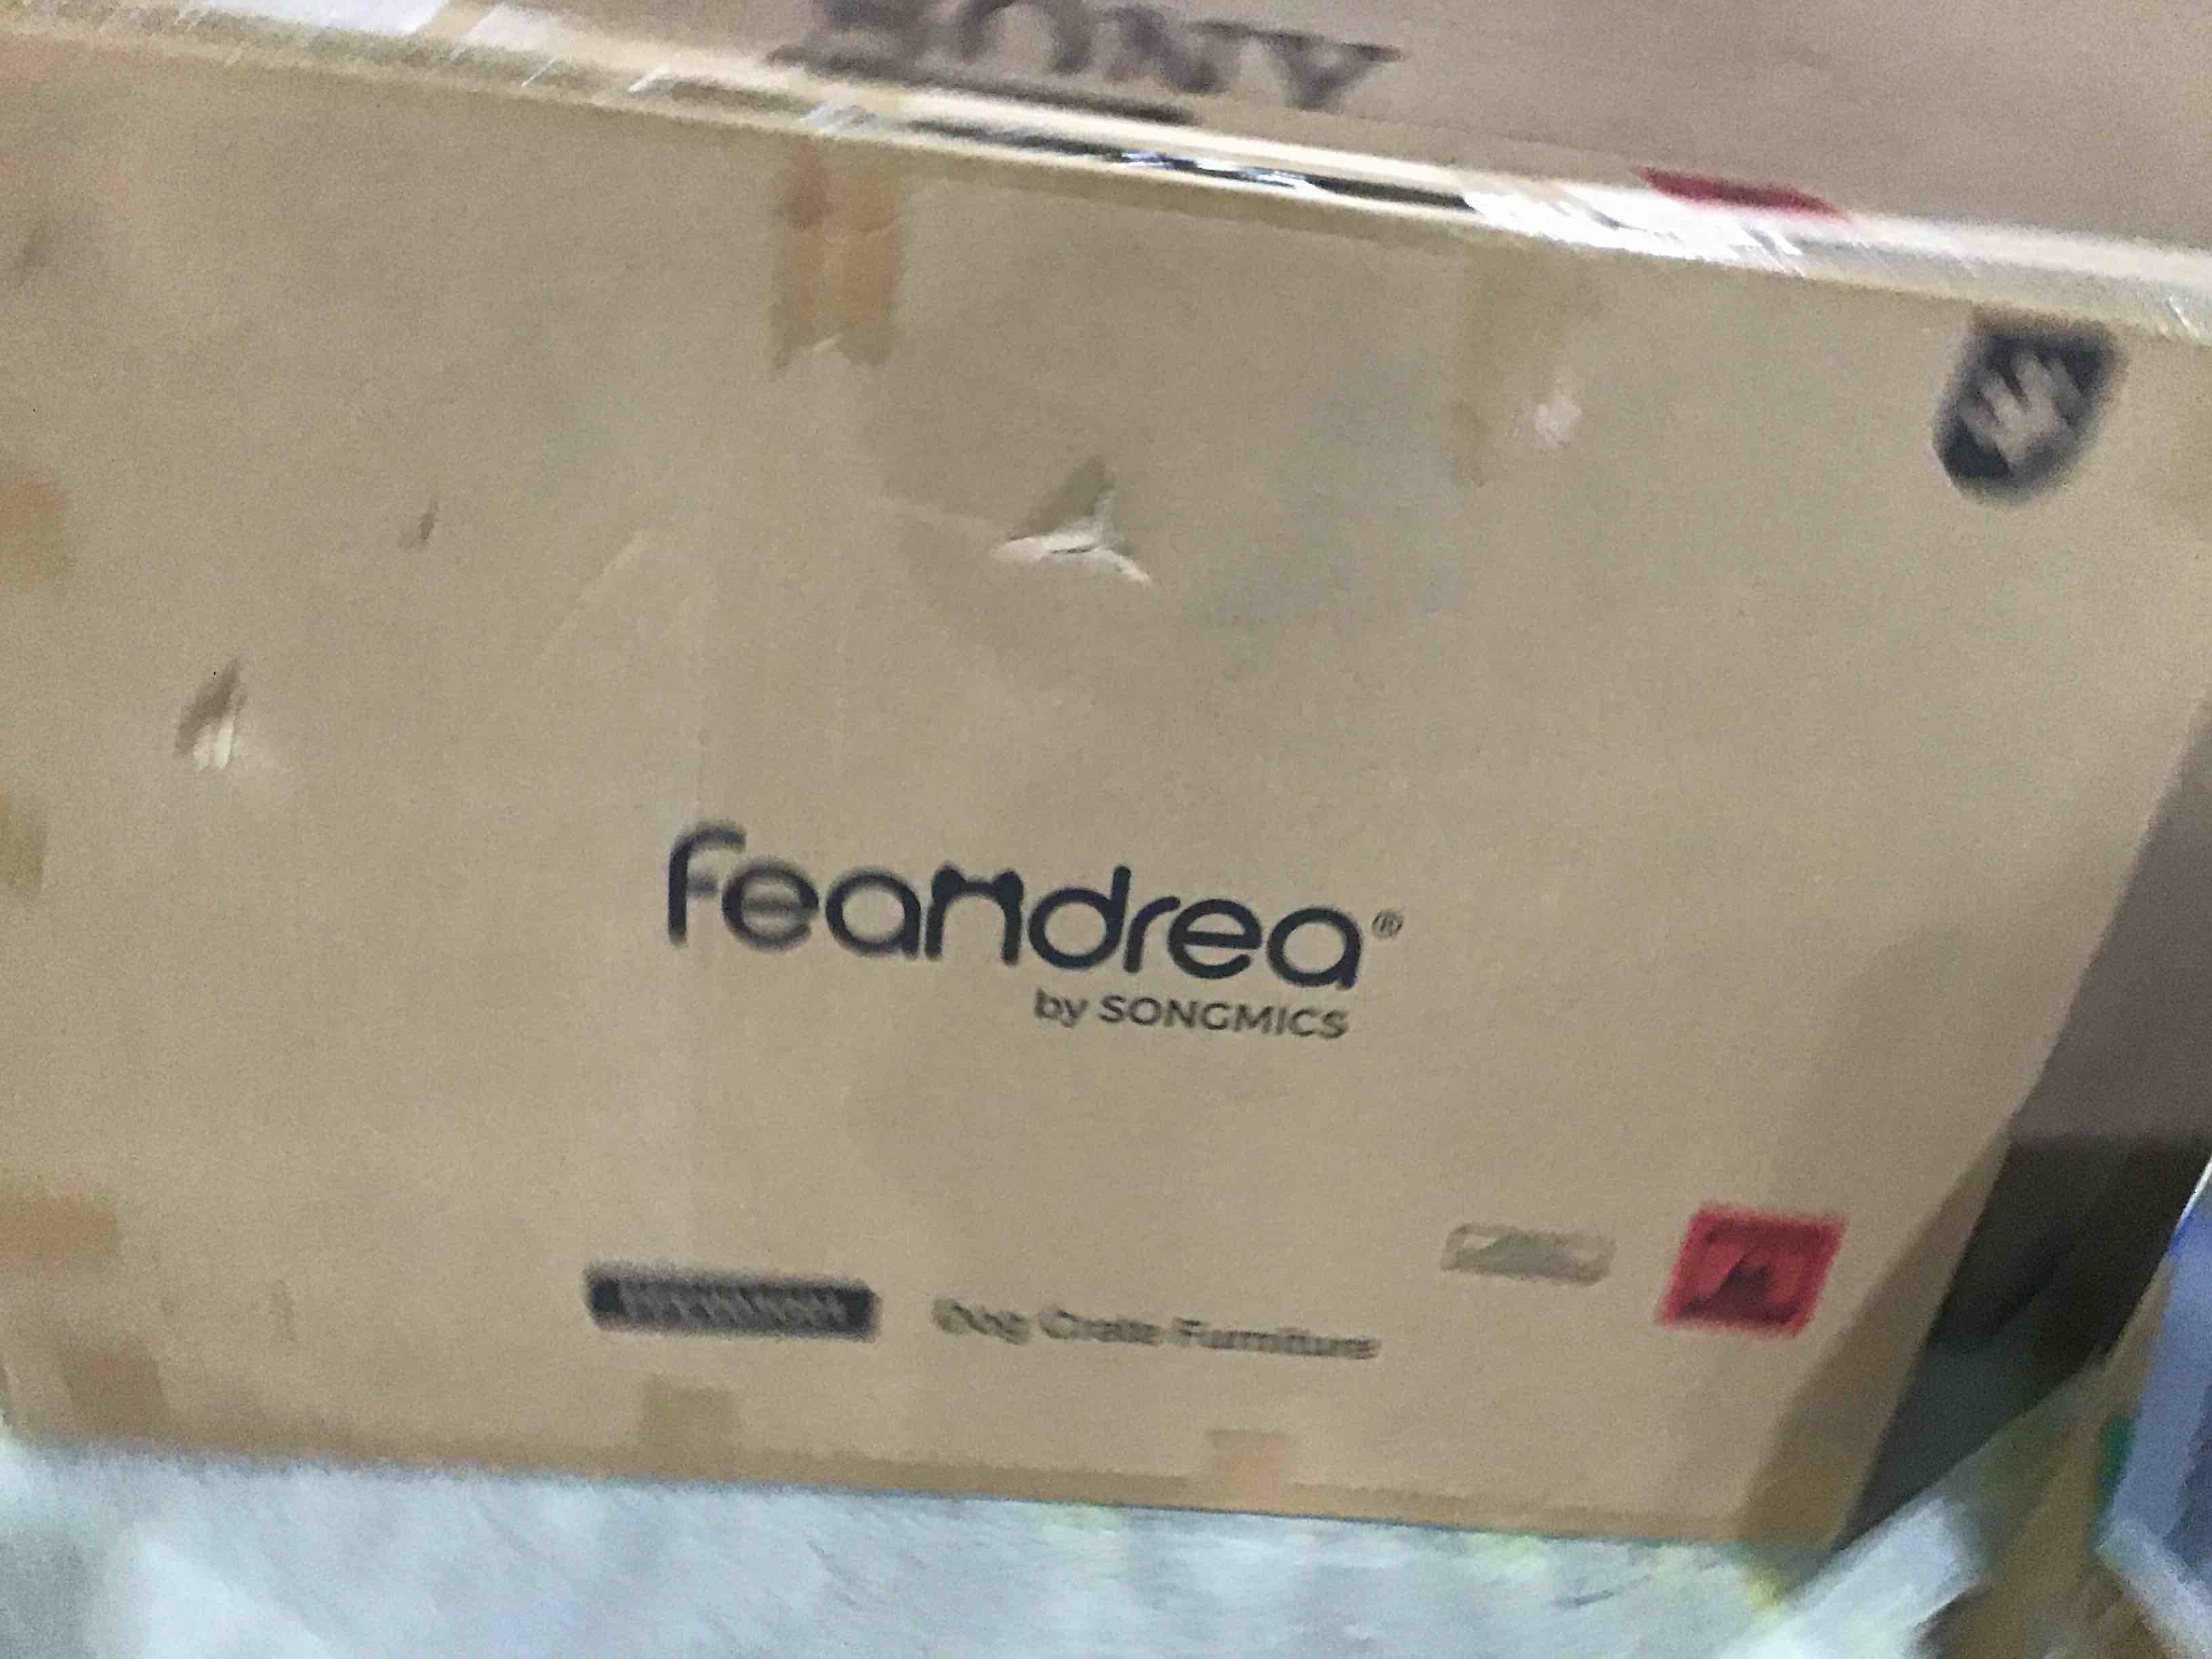 SONY
feandrea®
by SONGMICS
Dog Crate Furniture